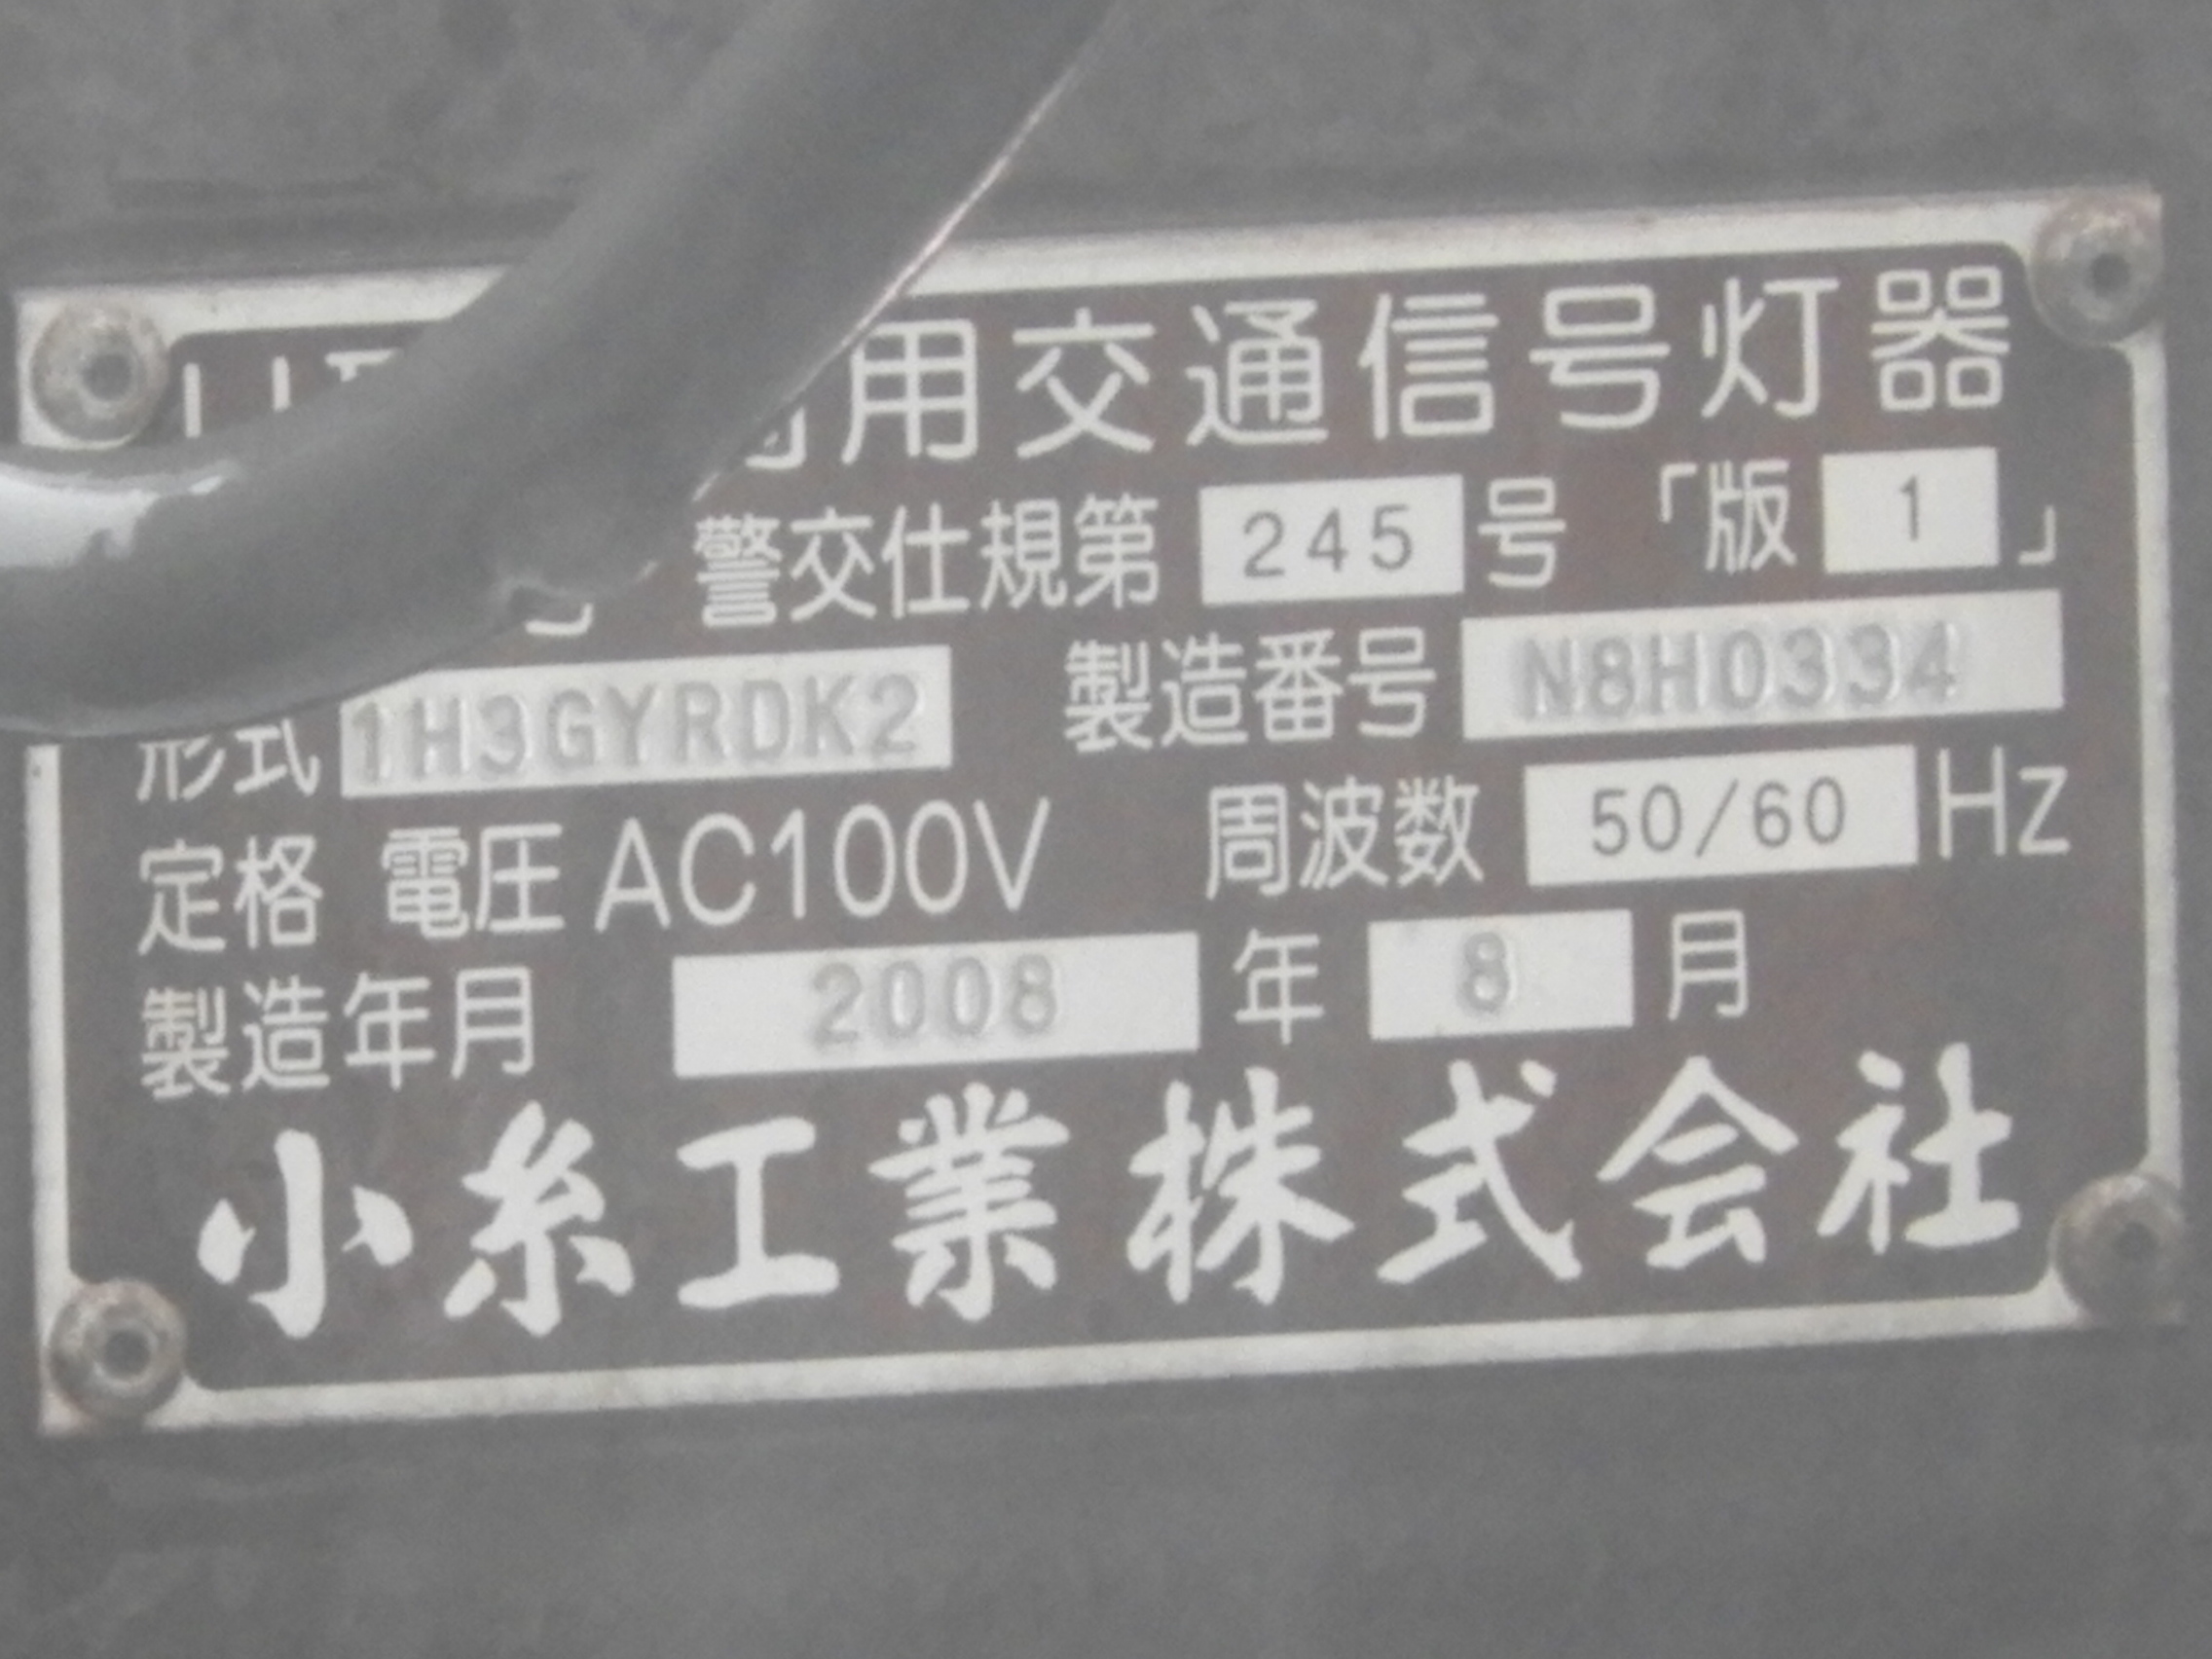 用交通信号灯器
警交仕規第 245 号 「版 1 」
形式 1H3GYRDK2 製造番号 N8H0334
定格 電圧 AC100V 周波数 50/60 Hz
製造年月 2008 年 8 月
小糸工業株式会社